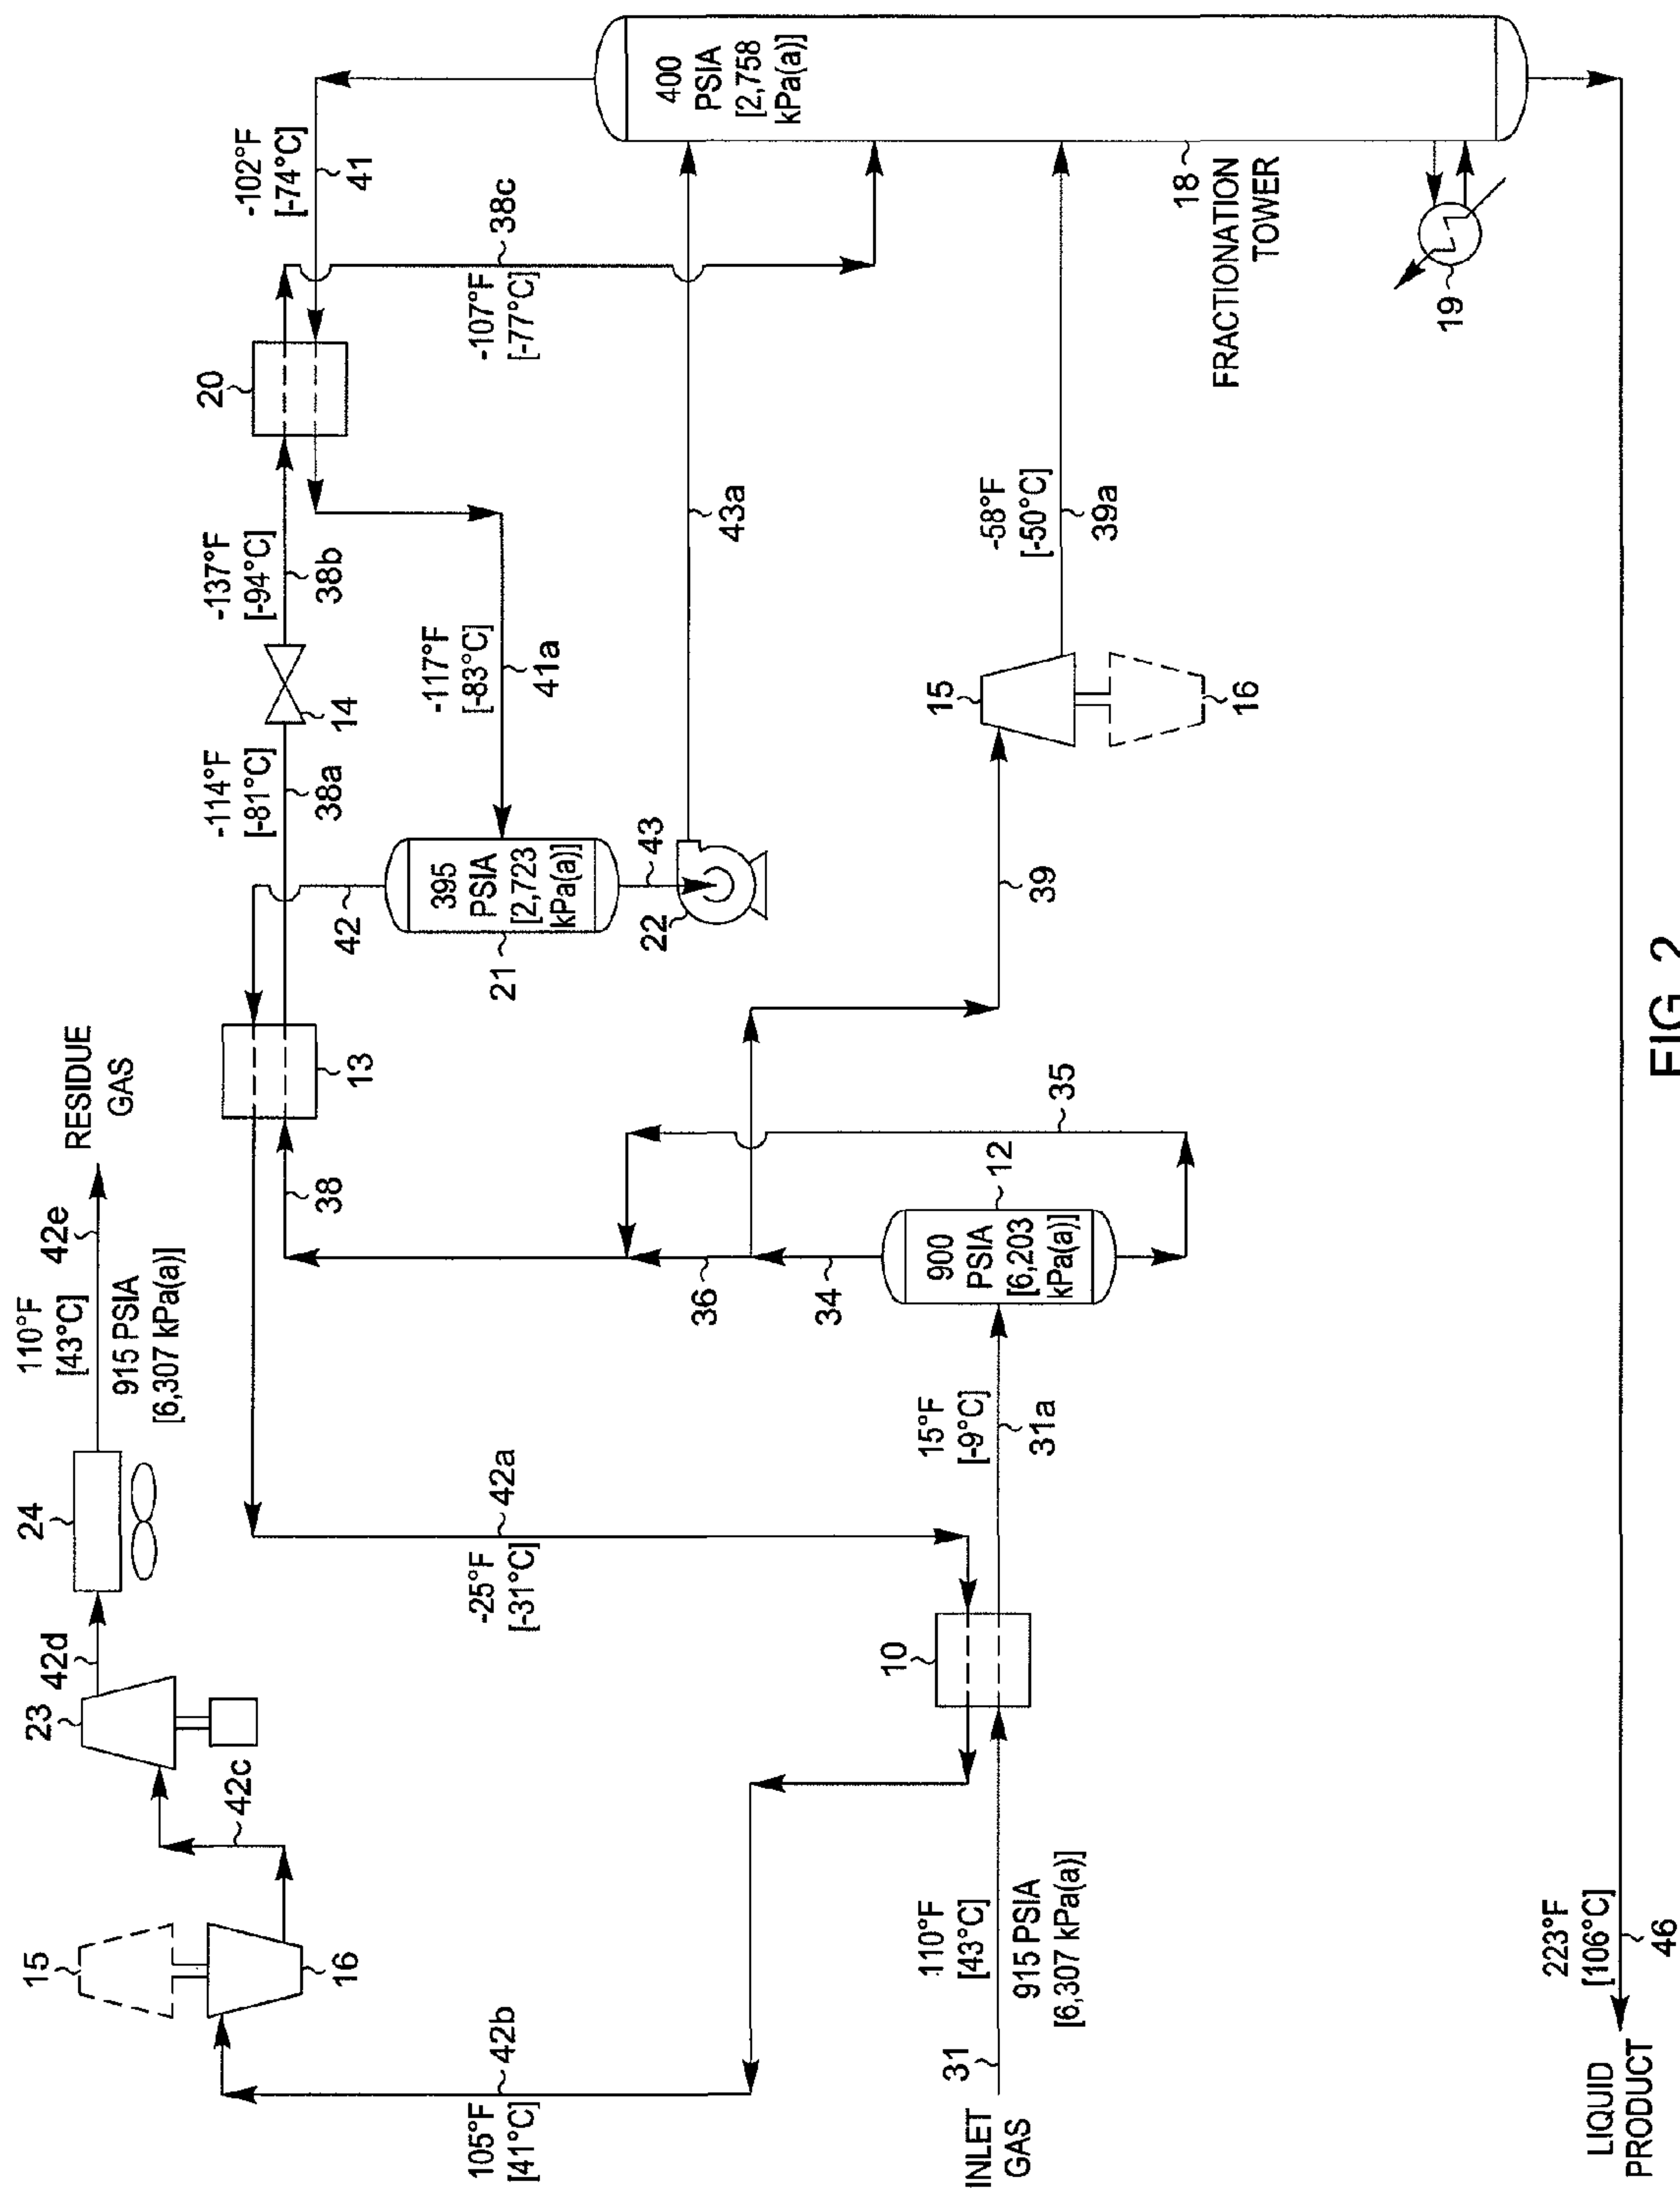 RESIDUE
GAS
110°F
[43°C]
42e
915 PSIA
[6,307 kPa(a)]
24
42d
23
42c
15
16
105°F
[41°C]
42b
-25°F
[-31°C]
42a
13
38
-114°F
[-81°C]
38a
14
-137°F
[-94°C]
38b
20
-102°F
[-74°C]
41
-107°F
[-77°C]
38c
-117°F
[-83°C]
41a
42
395
PSIA
[2,723
kPa(a)]
21
43
22
43a
400
PSIA
[2,758
kPa(a)]
18
FRACTIONATION
TOWER
19
36
34
35
12
900
PSIA
[6,203
kPa(a)]
39
15
16
-58°F
[-50°C]
39a
10
15°F
[-9°C]
31a
INLET
GAS
31
110°F
[43°C]
915 PSIA
[6,307 kPa(a)]
LIQUID
PRODUCT
223°F
[106°C]
46
FIG. 2